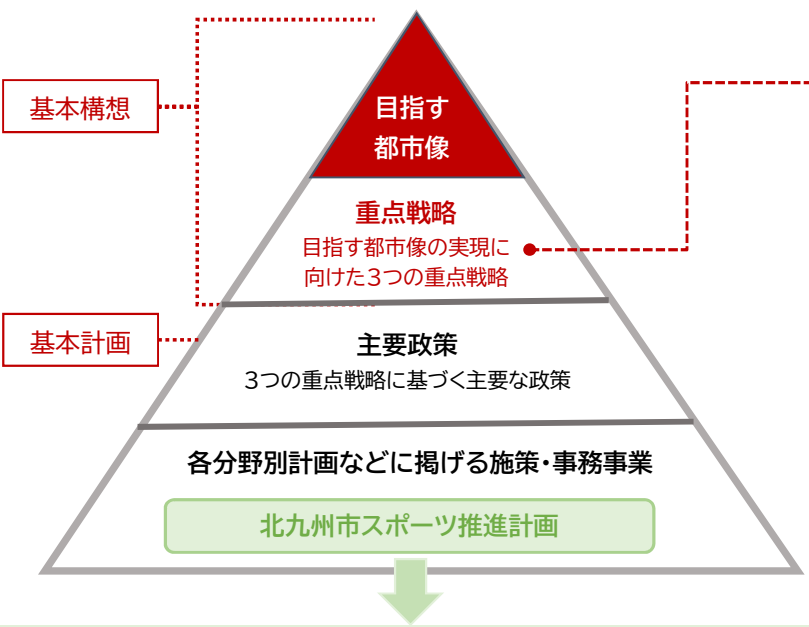 目指す
都市像
基本構想
重点戦略
目指す都市像の実現に
向けた3つの重点戦略
基本計画
主要政策
3つの重点戦略に基づく主要な政策
各分野別計画などに掲げる施策・事務事業
北九州市スポーツ推進計画